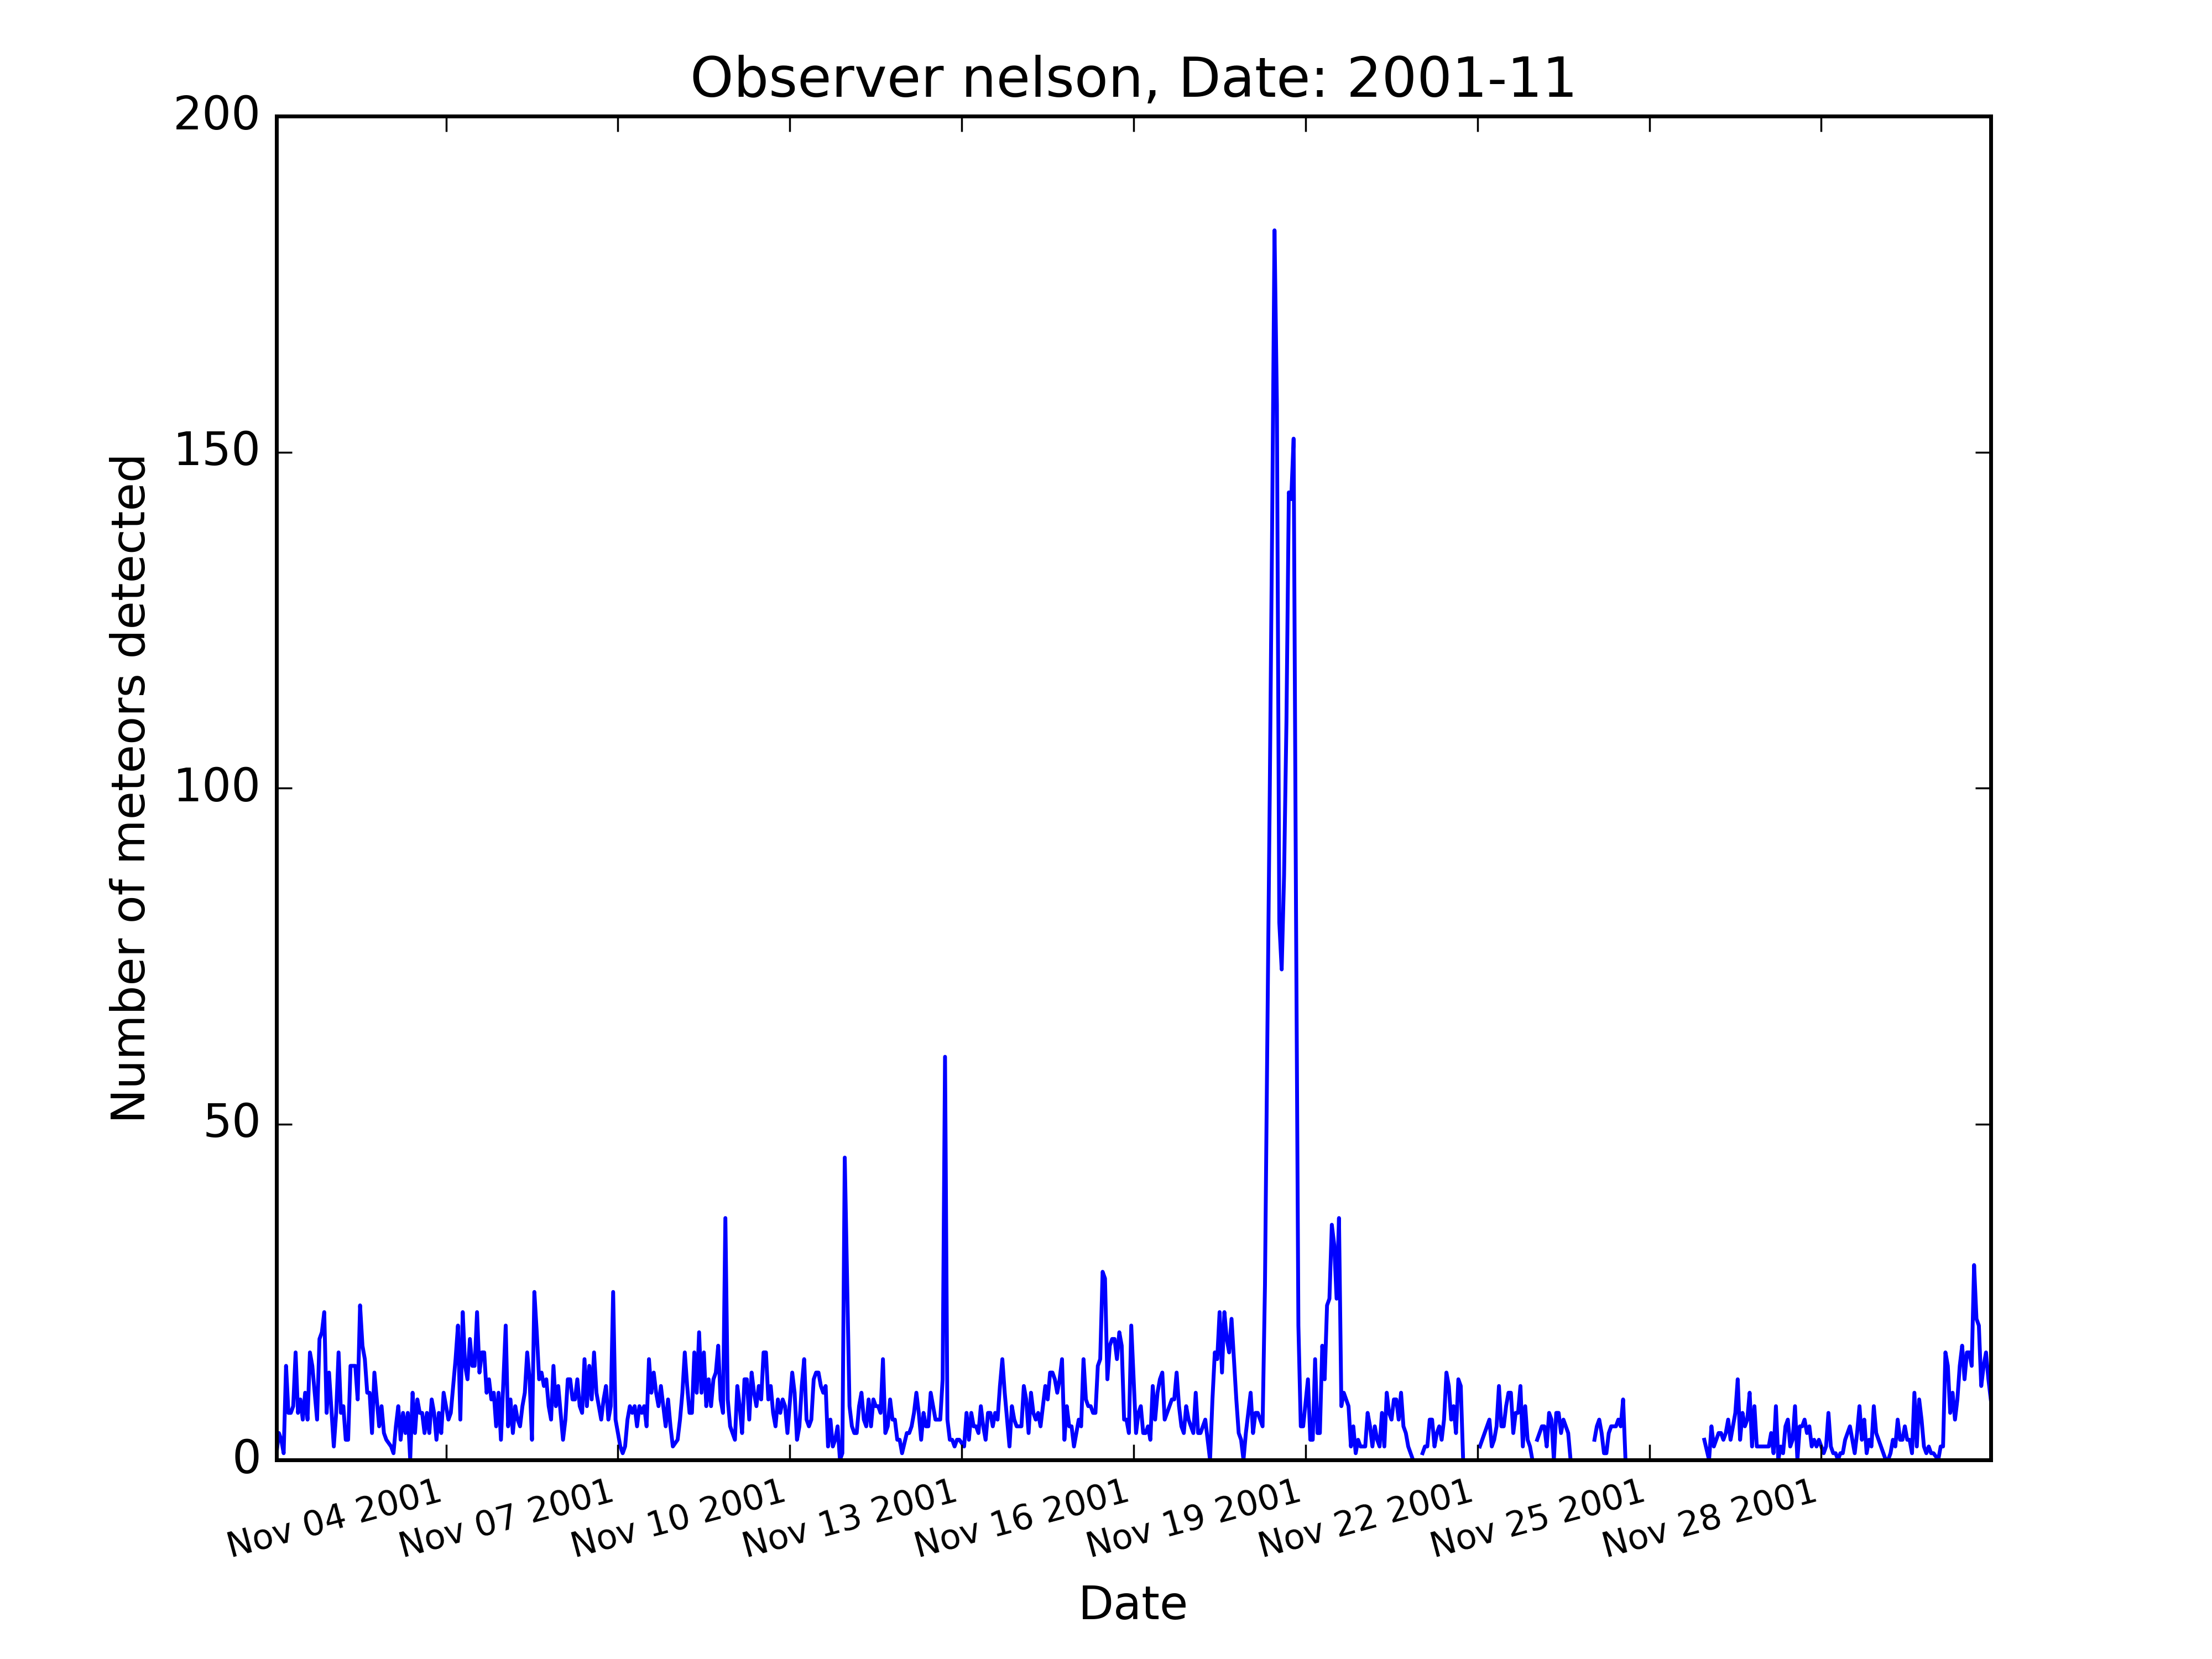 Observer nelson, Date: 2001-11
200
150
100
50
0
Number of meteors detected
Nov 04 2001
Nov 07 2001
Nov 10 2001
Nov 13 2001
Nov 16 2001
Nov 19 2001
Nov 22 2001
Nov 25 2001
Nov 28 2001
Date